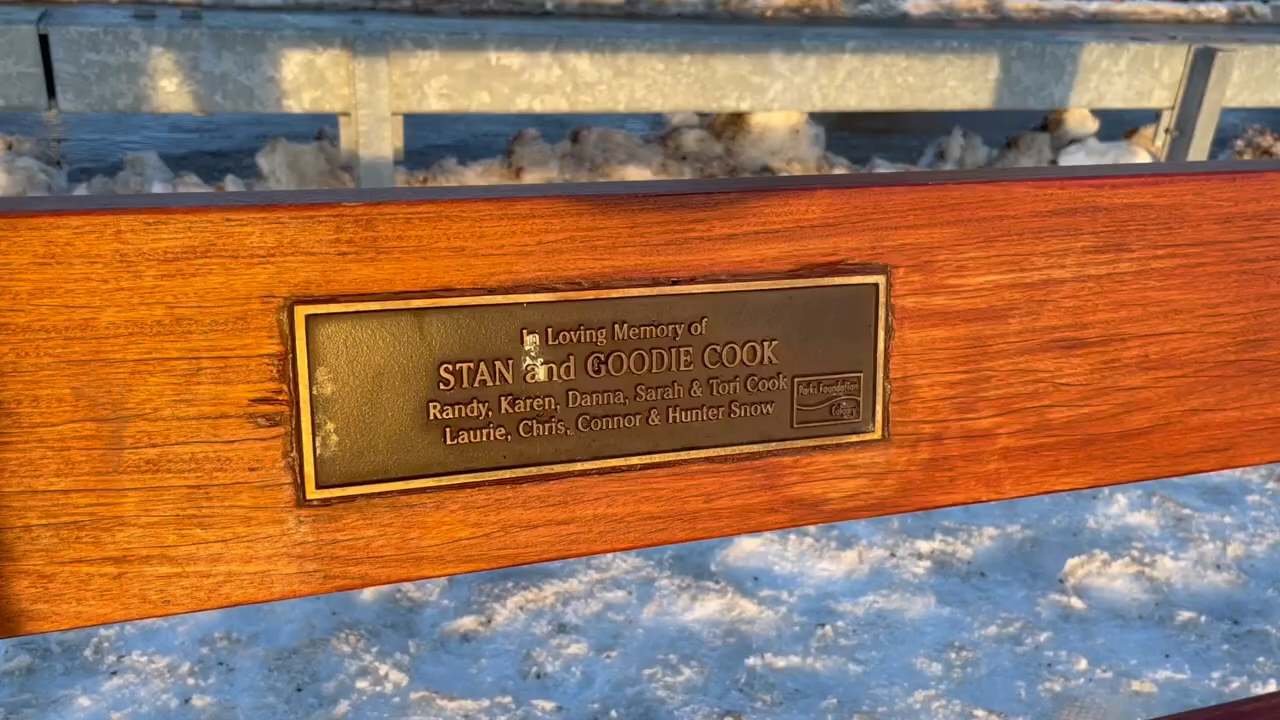 In Loving Memory of
STAN and GOODIE COOK
Randy, Karen, Danna, Sarah & Tori Cook
Laurie, Chris, Connor & Hunter Snow
Parks Foundation
Calgary